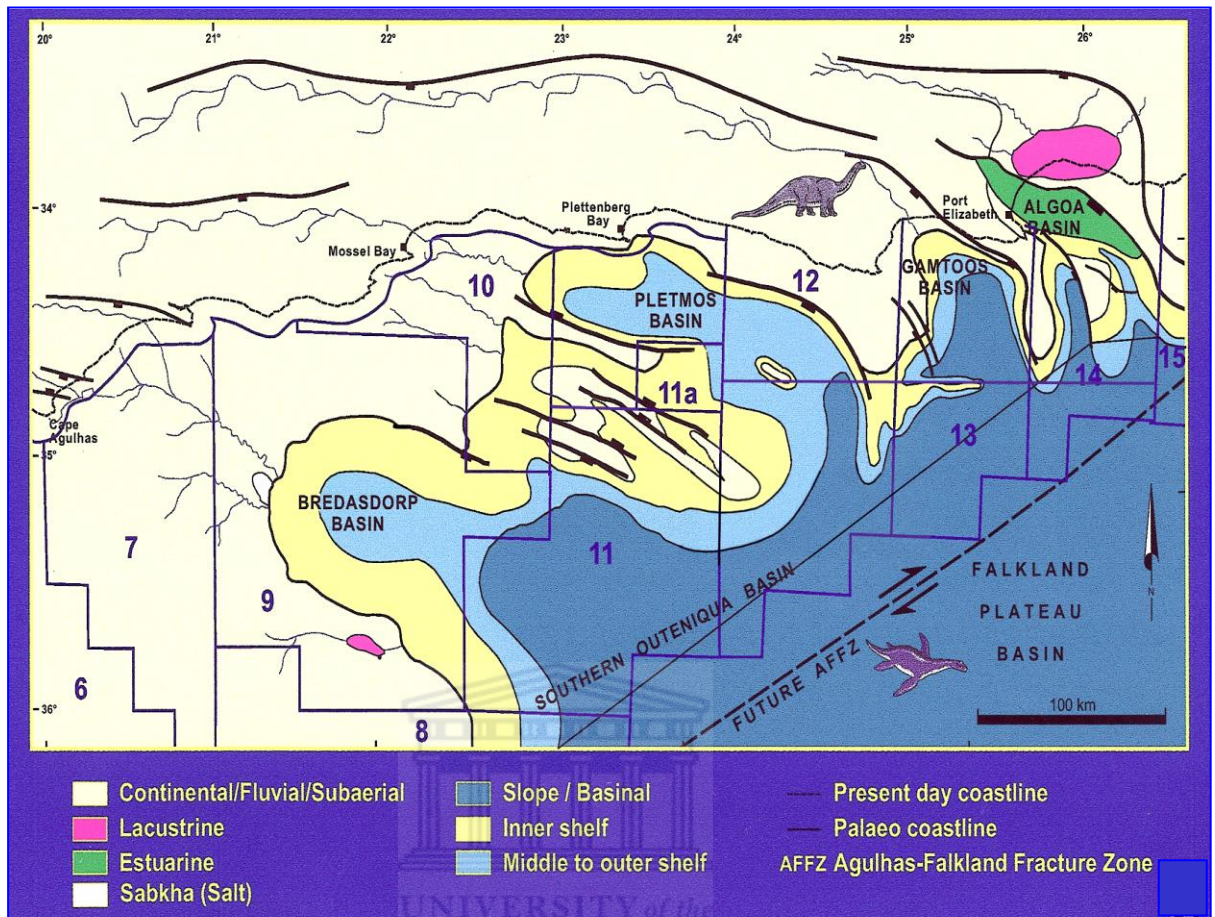 20°
21°
22°
23°
24°
25°
26°
34°
35°
36°
Mossel Bay
Plettenberg
Bay
Port
Elizabeth
Cape
Agulhas
ALGOA
BASIN
GAMTOOS
BASIN
PLETMOS
BASIN
BREDASDORP
BASIN
10
12
11a
15
14
13
11
7
9
6
8
SOUTHERN OUTENIQUA BASIN
FUTURE AFFZ
FALKLAND
PLATEAU
BASIN
N
100 km
Continental/Fluvial/Subaerial
Lacustrine
Estuarine
Sabkha (Salt)
Slope / Basinal
Inner shelf
Middle to outer shelf
Present day coastline
Palaeo coastline
AFFZ Agulhas-Falkland Fracture Zone
UNIVERSITY of the